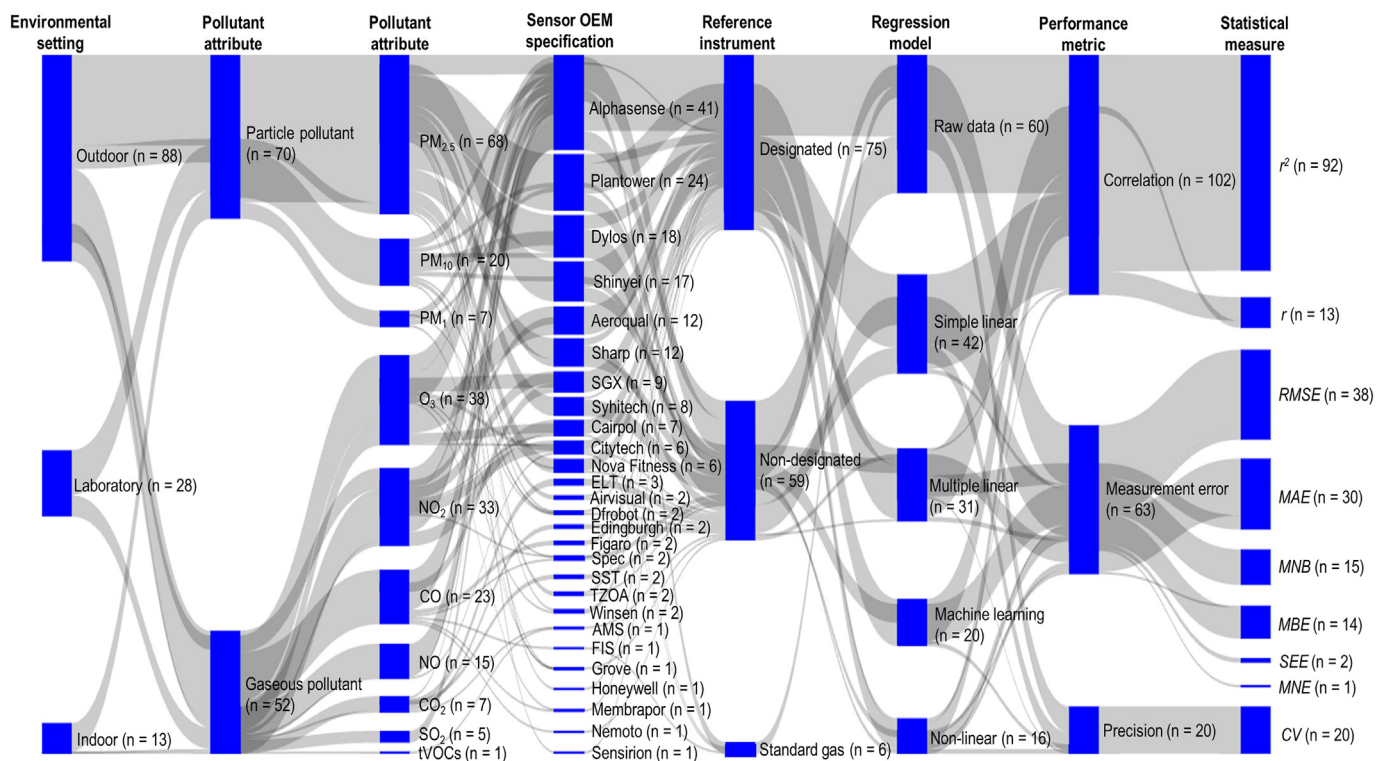 Environmental
setting
Pollutant
attribute
Pollutant
attribute
Sensor OEM
specification
Reference
instrument
Regression
model
Performance
metric
Statistical
measure
Outdoor (n = 88)
Laboratory (n = 28)
Indoor (n = 13)
Particle pollutant
(n = 70)
Gaseous pollutant
(n = 52)
PM2.5 (n = 68)
PM10 (n = 20)
PM1 (n = 7)
O3 (n = 38)
NO2 (n = 33)
CO (n = 23)
NO (n = 15)
CO2 (n = 7)
SO2 (n = 5)
tVOCs (n = 1)
Alphasense (n = 41)
Plantower (n = 24)
Dylos (n = 18)
Shinyei (n = 17)
Aeroqual (n = 12)
Sharp (n = 12)
SGX (n = 9)
Syhitech (n = 8)
Cairpol (n = 7)
Citytech (n = 6)
Nova Fitness (n = 6)
ELT (n = 3)
Airvisual (n = 2)
Dfrobot (n = 2)
Edingburgh (n = 2)
Figaro (n = 2)
Spec (n = 2)
SST (n = 2)
TZOA (n = 2)
Winsen (n = 2)
AMS (n = 1)
FIS (n = 1)
Grove (n = 1)
Honeywell (n = 1)
Membrapor (n = 1)
Nemoto (n = 1)
Sensirion (n = 1)
Designated (n = 75)
Non-designated
(n = 59)
Standard gas (n = 6)
Raw data (n = 60)
Simple linear
(n = 42)
Multiple linear
(n = 31)
Machine learning
(n = 20)
Non-linear (n = 16)
Correlation (n = 102)
Measurement error
(n = 63)
Precision (n = 20)
r² (n = 92)
r (n = 13)
RMSE (n = 38)
MAE (n = 30)
MNB (n = 15)
MBE (n = 14)
SEE (n = 2)
MNE (n = 1)
CV (n = 20)